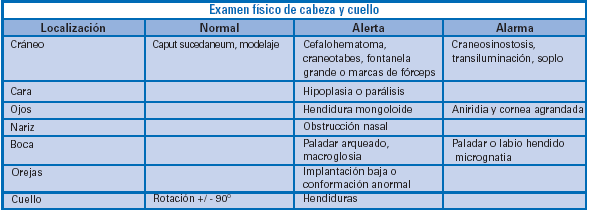 Examen físico de cabeza y cuello
Localización Normal Alerta Alarma
Cráneo Caput sucedaneum, modelaje Cefalohematoma, Craneosinostosis,
craneotabes, fontanela transiluminación, soplo
grande o marcas de fórceps
Cara Hipoplasia o parálisis
Ojos Hendidura mongoloide Aniridia y cornea agrandada
Nariz Obstrucción nasal
Boca Paladar arqueado, Paladar o labio hendido
macroglosia micrognatia
Orejas Implantación baja o
conformación anormal
Cuello Rotación +/ - 90° Hendiduras